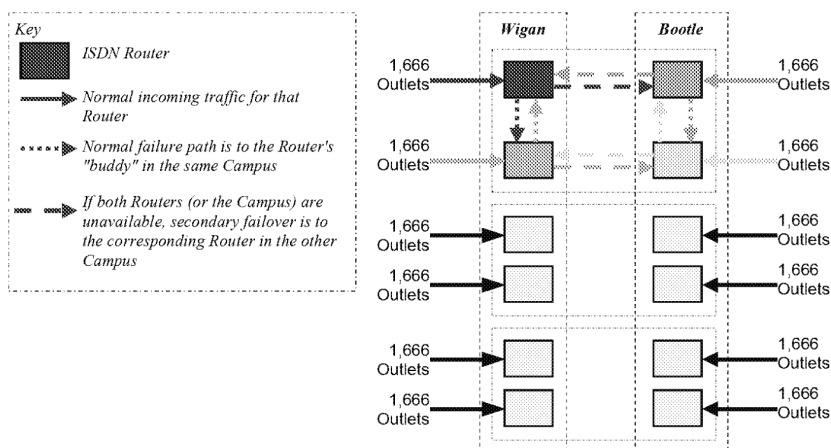 Key
ISDN Router
Normal incoming traffic for that
Router
Normal failure path is to the Router's
"buddy" in the same Campus
If both Routers (or the Campus) are
unavailable, secondary failover is to
the corresponding Router in the other
Campus
Wigan
Bootle
1,666
Outlets
1,666
Outlets
1,666
Outlets
1,666
Outlets
1,666
Outlets
1,666
Outlets
1,666
Outlets
1,666
Outlets
1,666
Outlets
1,666
Outlets
1,666
Outlets
1,666
Outlets